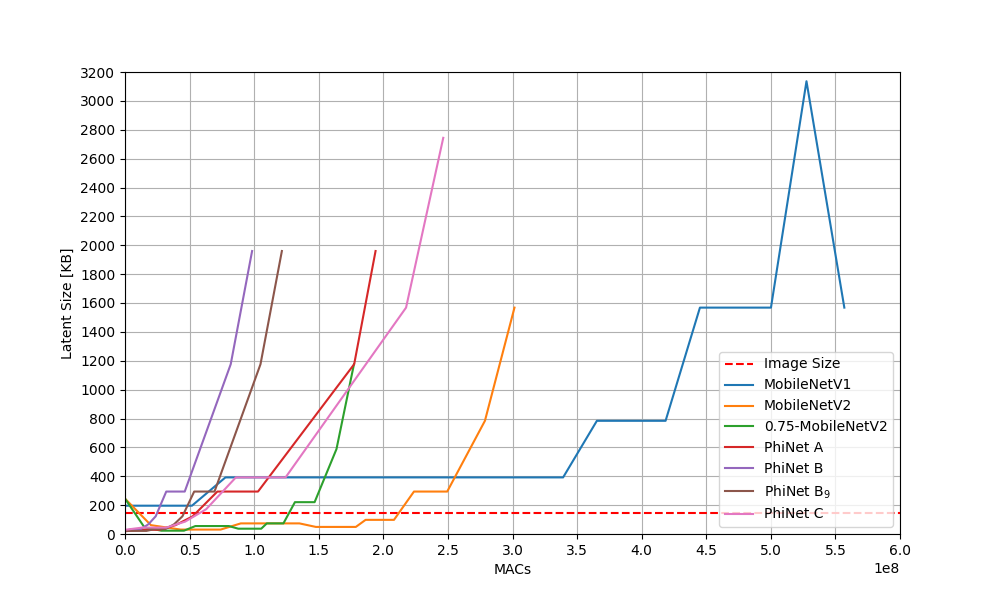 3200
3000
2800
2600
2400
2200
2000
1800
1600
1400
1200
1000
800
600
400
200
0
Latent Size [KB]
0.0 0.5 1.0 1.5 2.0 2.5 3.0 3.5 4.0 4.5 5.0 5.5 6.0
MACs
1e8
Image Size
MobileNetV1
MobileNetV2
0.75-MobileNetV2
PhiNet A
PhiNet B
PhiNet B₉
PhiNet C